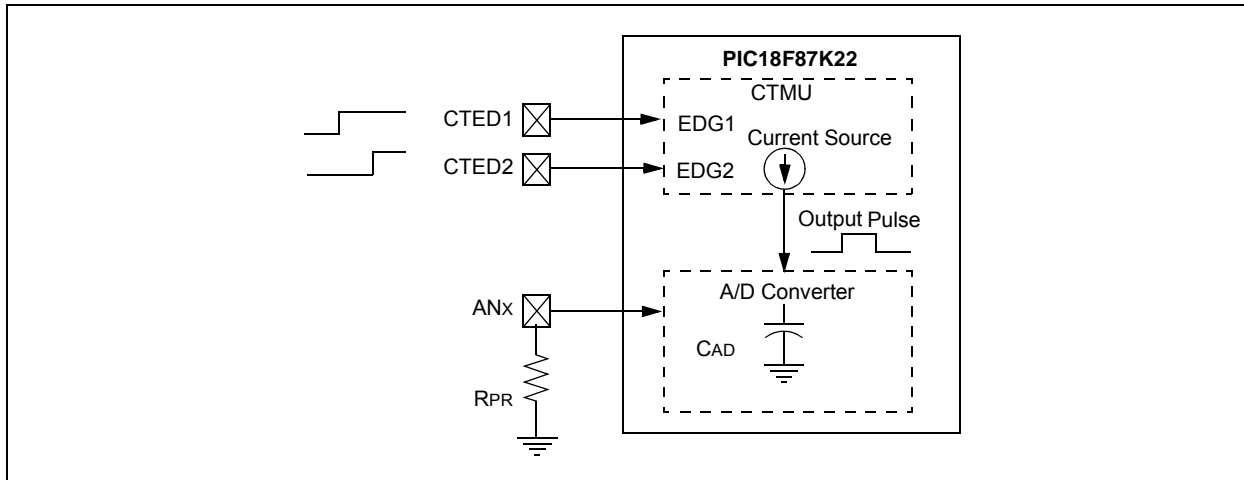 PIC18F87K22
CTMU
CTED1
EDG1
Current Source
CTED2
EDG2
Output Pulse
A/D Converter
ANX
CAD
RPR